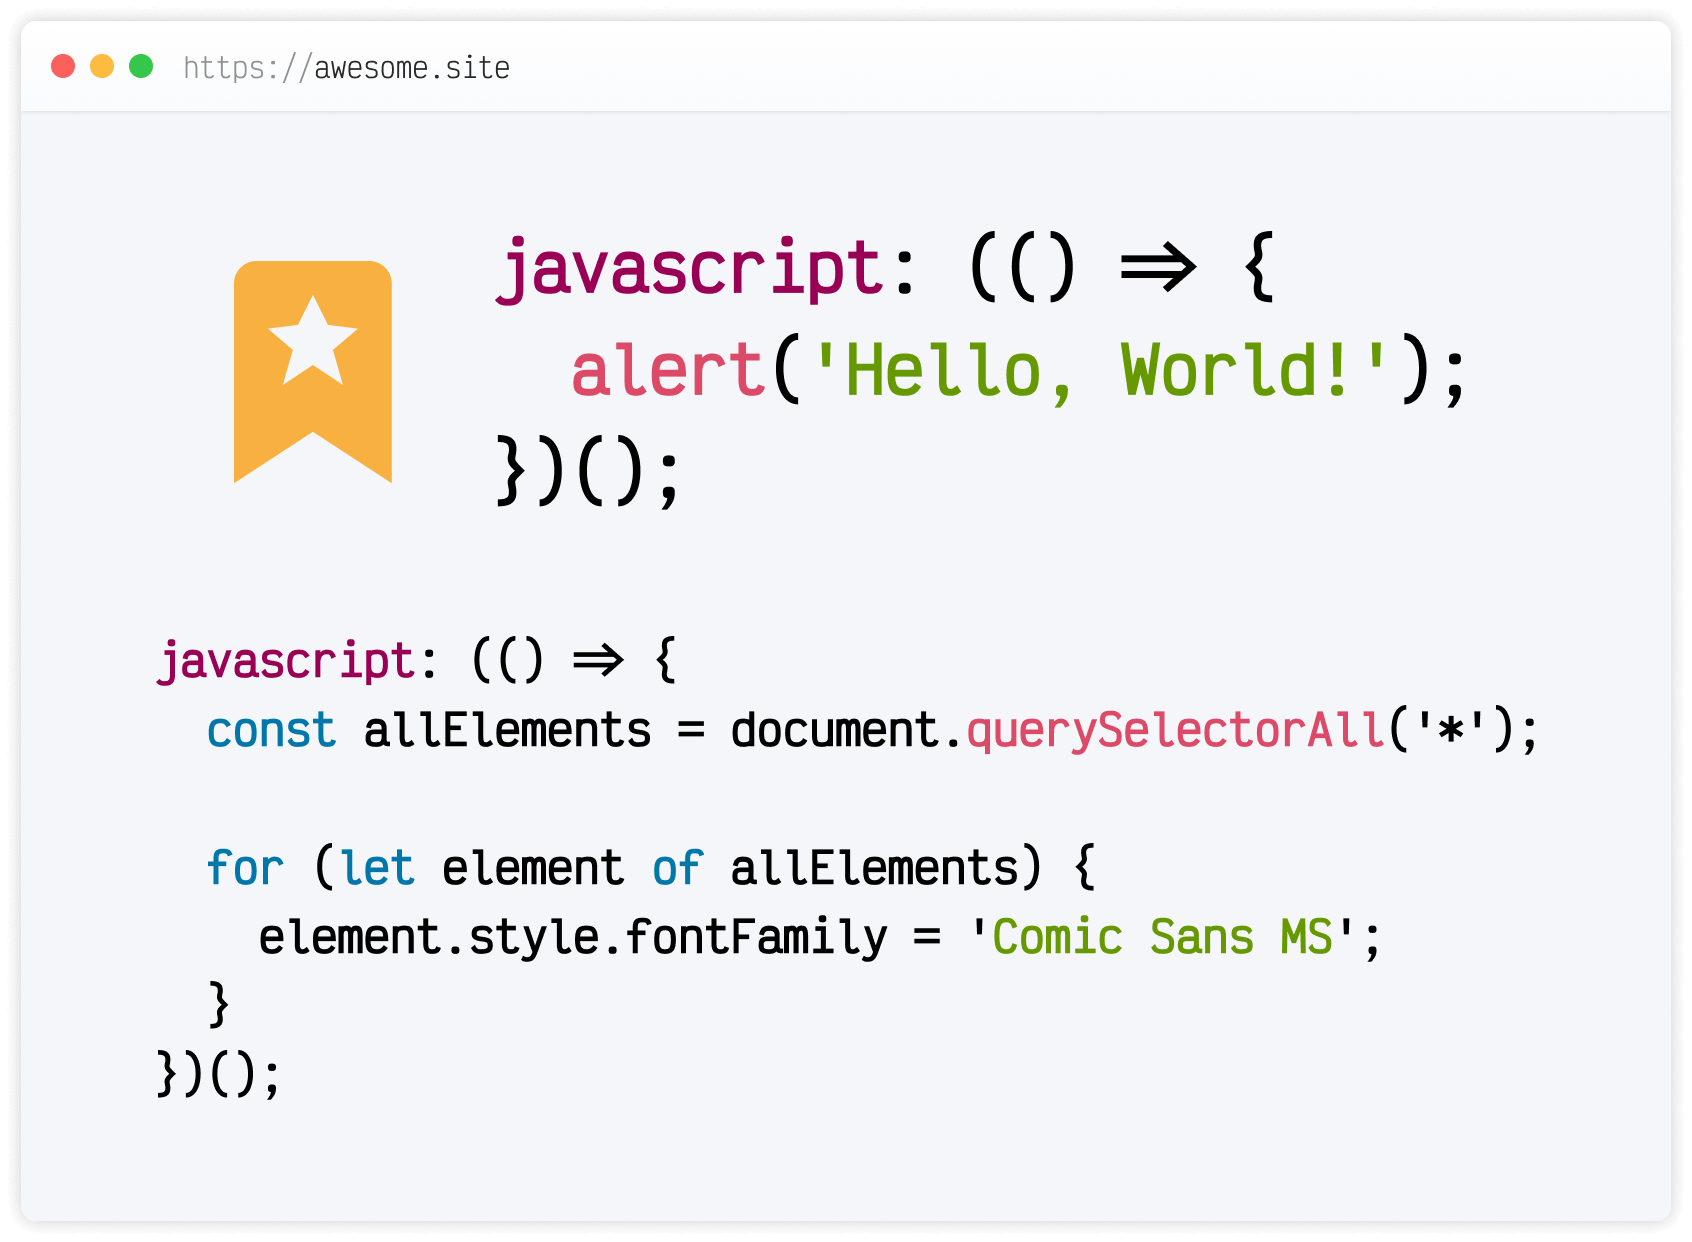 https://awesome.site
javascript: (() => {
  alert('Hello, World!');
})();
javascript: (() => {
  const allElements = document.querySelectorAll('*');
  for (let element of allElements) {
    element.style.fontFamily = 'Comic Sans MS';
  }
})();